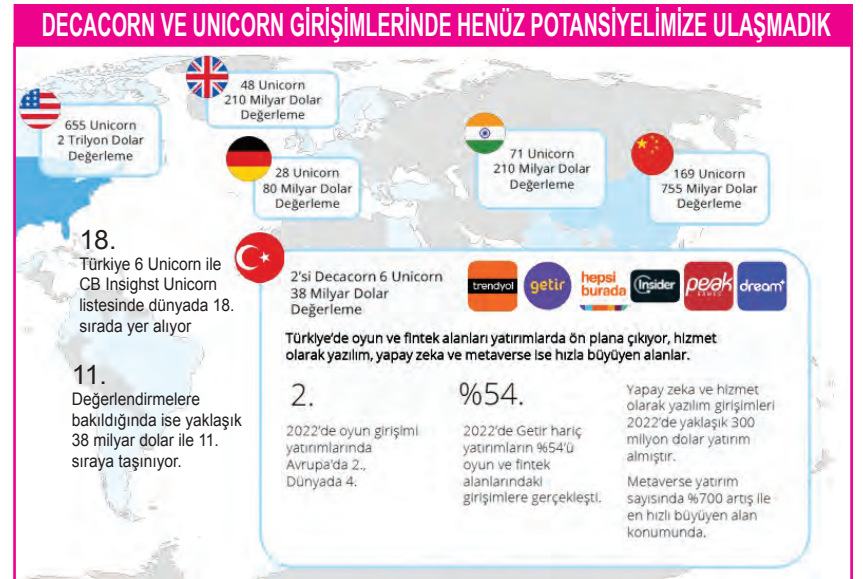 DECACORN VE UNICORN GİRİŞİMLERİNDE HENÜZ POTANSİYELİMİZE ULAŞMADIK
655 Unicorn
2 Trilyon Dolar
Değerleme
48 Unicorn
210 Milyar Dolar
Değerleme
28 Unicorn
80 Milyar Dolar
Değerleme
71 Unicorn
210 Milyar Dolar
Değerleme
169 Unicorn
755 Milyar Dolar
Değerleme
18.
Türkiye 6 Unicorn ile
CB Insighst Unicorn
listesinde dünyada 18.
sırada yer alıyor
11.
Değerlendirmelere
bakıldığında ise yaklaşık
38 milyar dolar ile 11.
sıraya taşınıyor.
2'si Decacorn 6 Unicorn
38 Milyar Dolar
Değerleme
trendyol
getir
hepsi
burada
Insider
peak
GAMES
dream+
Türkiye'de oyun ve fintek alanları yatırımlarda ön plana çıkıyor, hizmet
olarak yazılım, yapay zeka ve metaverse ise hızla büyüyen alanlar.
2.
2022'de oyun girişimi
yatırımlarında
Avrupa'da 2.,
Dünyada 4.
%54.
2022'de Getir hariç
yatırımların %54'ü
oyun ve fintek
alanlarındaki
girişimlere gerçekleşti.
Yapay zeka ve hizmet
olarak yazılım girişimleri
2022'de yaklaşık 300
milyon dolar yatırım
almıştır.
Metaverse yatırım
sayısında %700 artış ile
en hızlı büyüyen alan
konumunda.